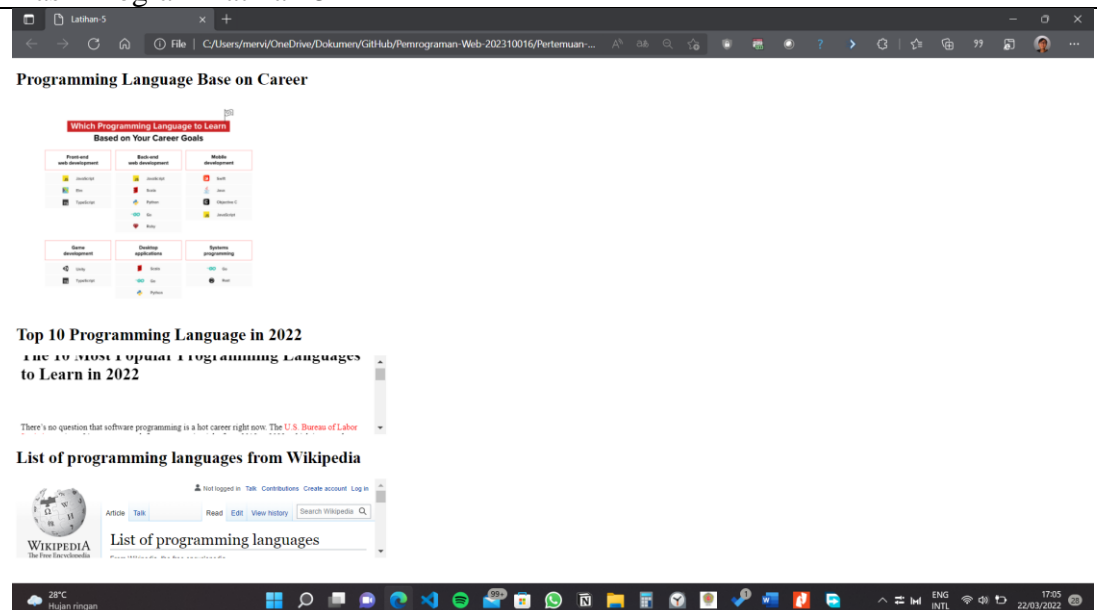 Latihan-5
File | C:/Users/mervi/OneDrive/Dokumen/GitHub/Pemrograman-Web-202310016/Pertemuan-...
Programming Language Base on Career
Which Programming Language to Learn
Based on Your Career Goals
Front-end web development
Back-end web development
Mobile development
JavaScript
JavaScript
Swift
Elm
Scala
Java
TypeScript
Python
Objective C
Go
JavaScript
Ruby
Game development
Desktop applications
Systems programming
Unity
Scala
Go
TypeScript
Go
Rust
Python
Top 10 Programming Language in 2022
The 10 Most Popular Programming Languages
to Learn in 2022
There's no question that software programming is a hot career right now. The U.S. Bureau of Labor
List of programming languages from Wikipedia
Not logged in Talk Contributions Create account Log in
Article Talk Read Edit View history Search Wikipedia
WIKIPEDIA
The Free Encyclopedia
List of programming languages
28°C
Hujan ringan
99+
ENG
INTL
17:05
22/03/2022